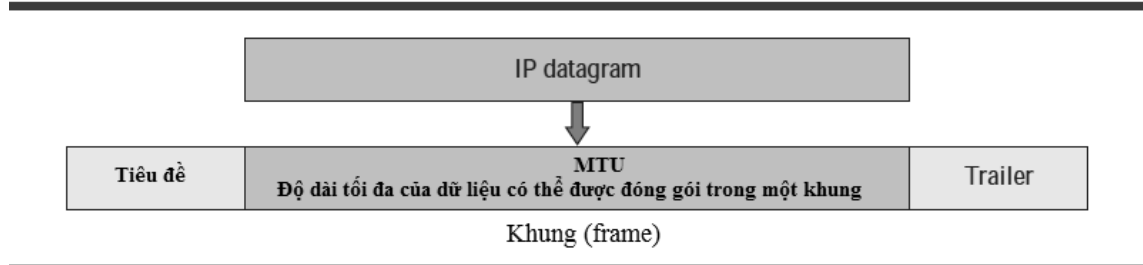 IP datagram
Tiêu đề
MTU
Độ dài tối đa của dữ liệu có thể được đóng gói trong một khung
Trailer
Khung (frame)